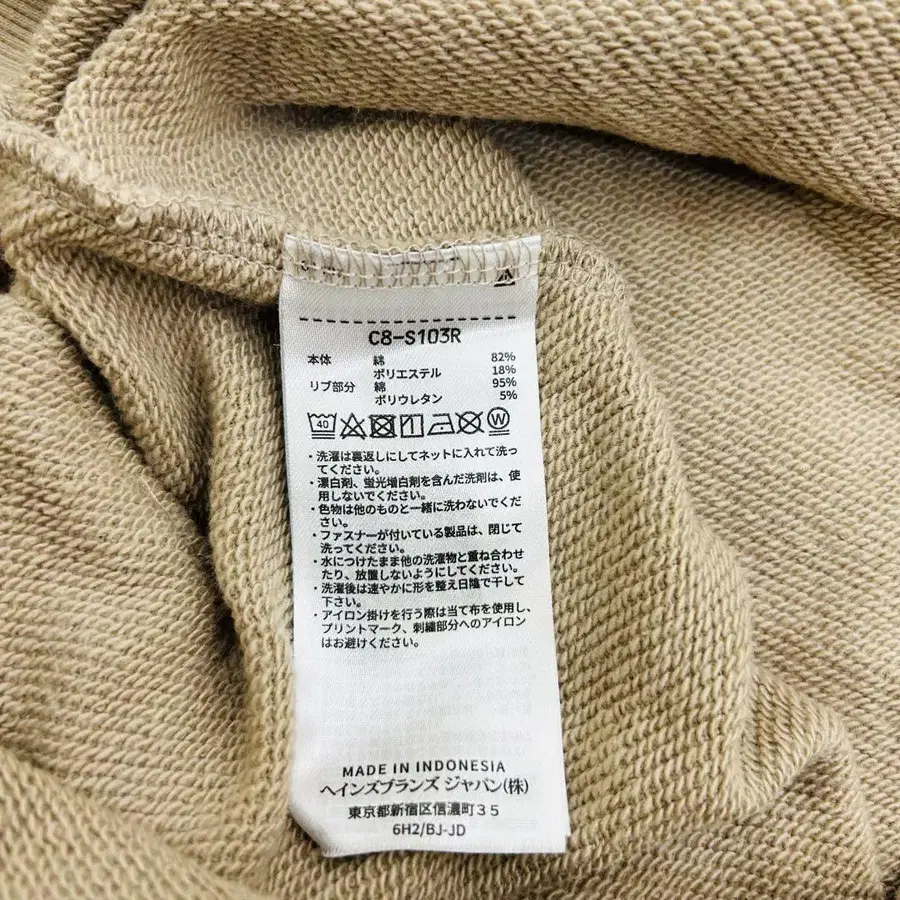 C8-S103R
本体 綿 82%
ポリエステル 18%
リブ部分 綿 95%
ポリウレタン 5%
40 W
・洗濯は裏返しにしてネットに入れて洗っ
てください。
・漂白剤、蛍光増白剤を含んだ洗剤は、使
用しないでください。
・色物は他のものと一緒に洗わないでくだ
さい。
・ファスナーが付いている製品は、閉じて
洗ってください。
・水につけたまま他の洗濯物と重ね合わせ
たり、放置しないようにしてください。
・洗濯後は速やかに形を整え日陰で干して
下さい。
・アイロン掛けを行う際は当て布を使用し、
プリントマーク、刺繍部分へのアイロン
はお避けください。
MADE IN INDONESIA
ヘインズブランズ ジャパン(株)
東京都新宿区信濃町35
6H2/BJ-JD